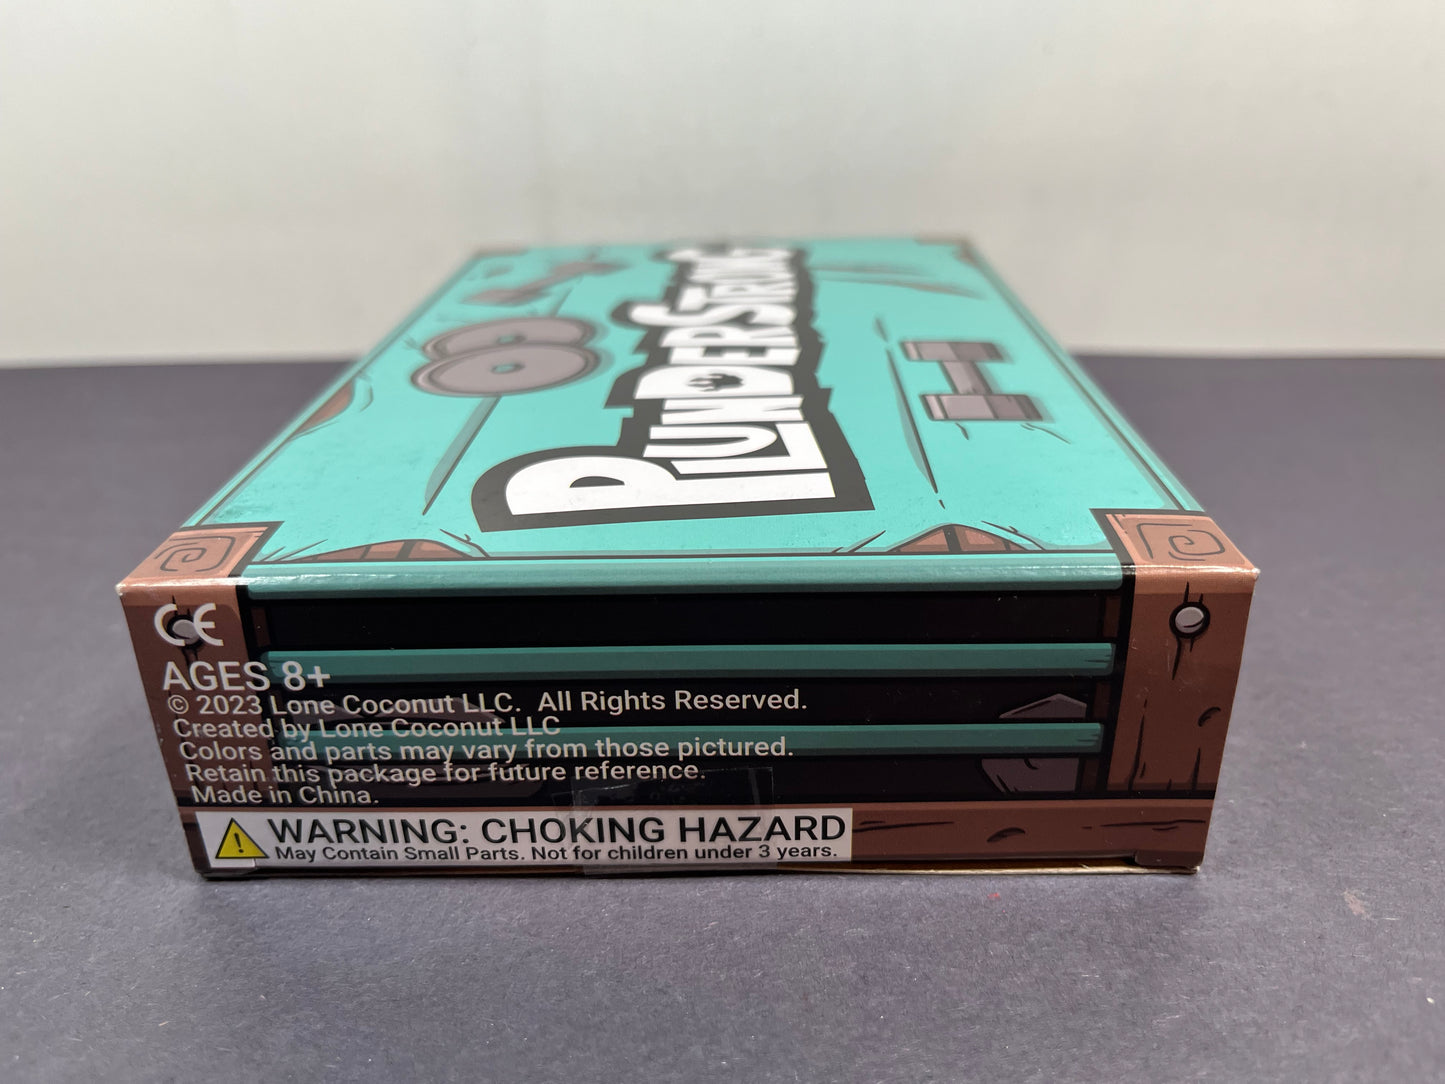 PLUNDERSTRONG
CE
AGES 8+
© 2023 Lone Coconut LLC. All Rights Reserved.
Created by Lone Coconut LLC
Colors and parts may vary from those pictured.
Retain this package for future reference.
Made in China.
WARNING: CHOKING HAZARD
May Contain Small Parts. Not for children under 3 years.